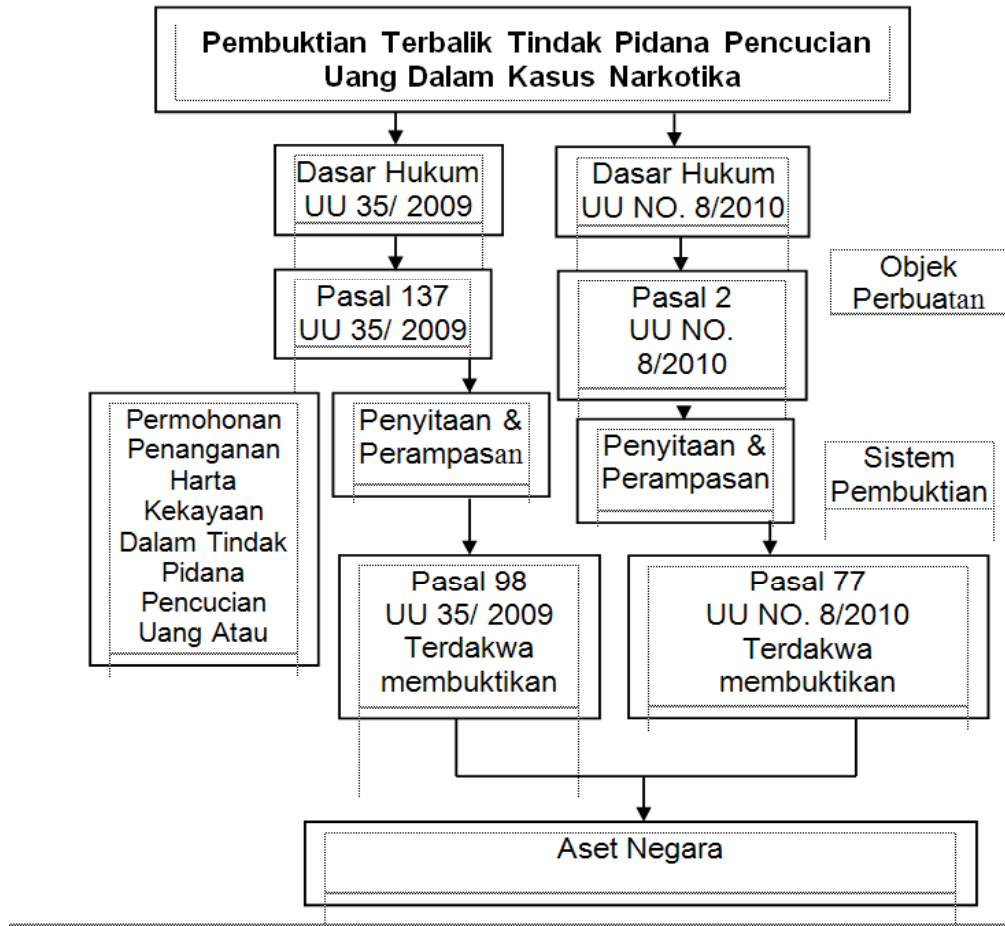 Pembuktian Terbalik Tindak Pidana Pencucian
Uang Dalam Kasus Narkotika
Dasar Hukum
UU 35/ 2009
Dasar Hukum
UU NO. 8/2010
Pasal 137
UU 35/ 2009
Pasal 2
UU NO.
8/2010
Objek
Perbuatan
Permohonan
Penanganan
Harta
Kekayaan
Dalam Tindak
Pidana
Pencucian
Uang Atau
Penyitaan &
Perampasan
Penyitaan &
Perampasan
Sistem
Pembuktian
Pasal 98
UU 35/ 2009
Terdakwa
membuktikan
Pasal 77
UU NO. 8/2010
Terdakwa
membuktikan
Aset Negara